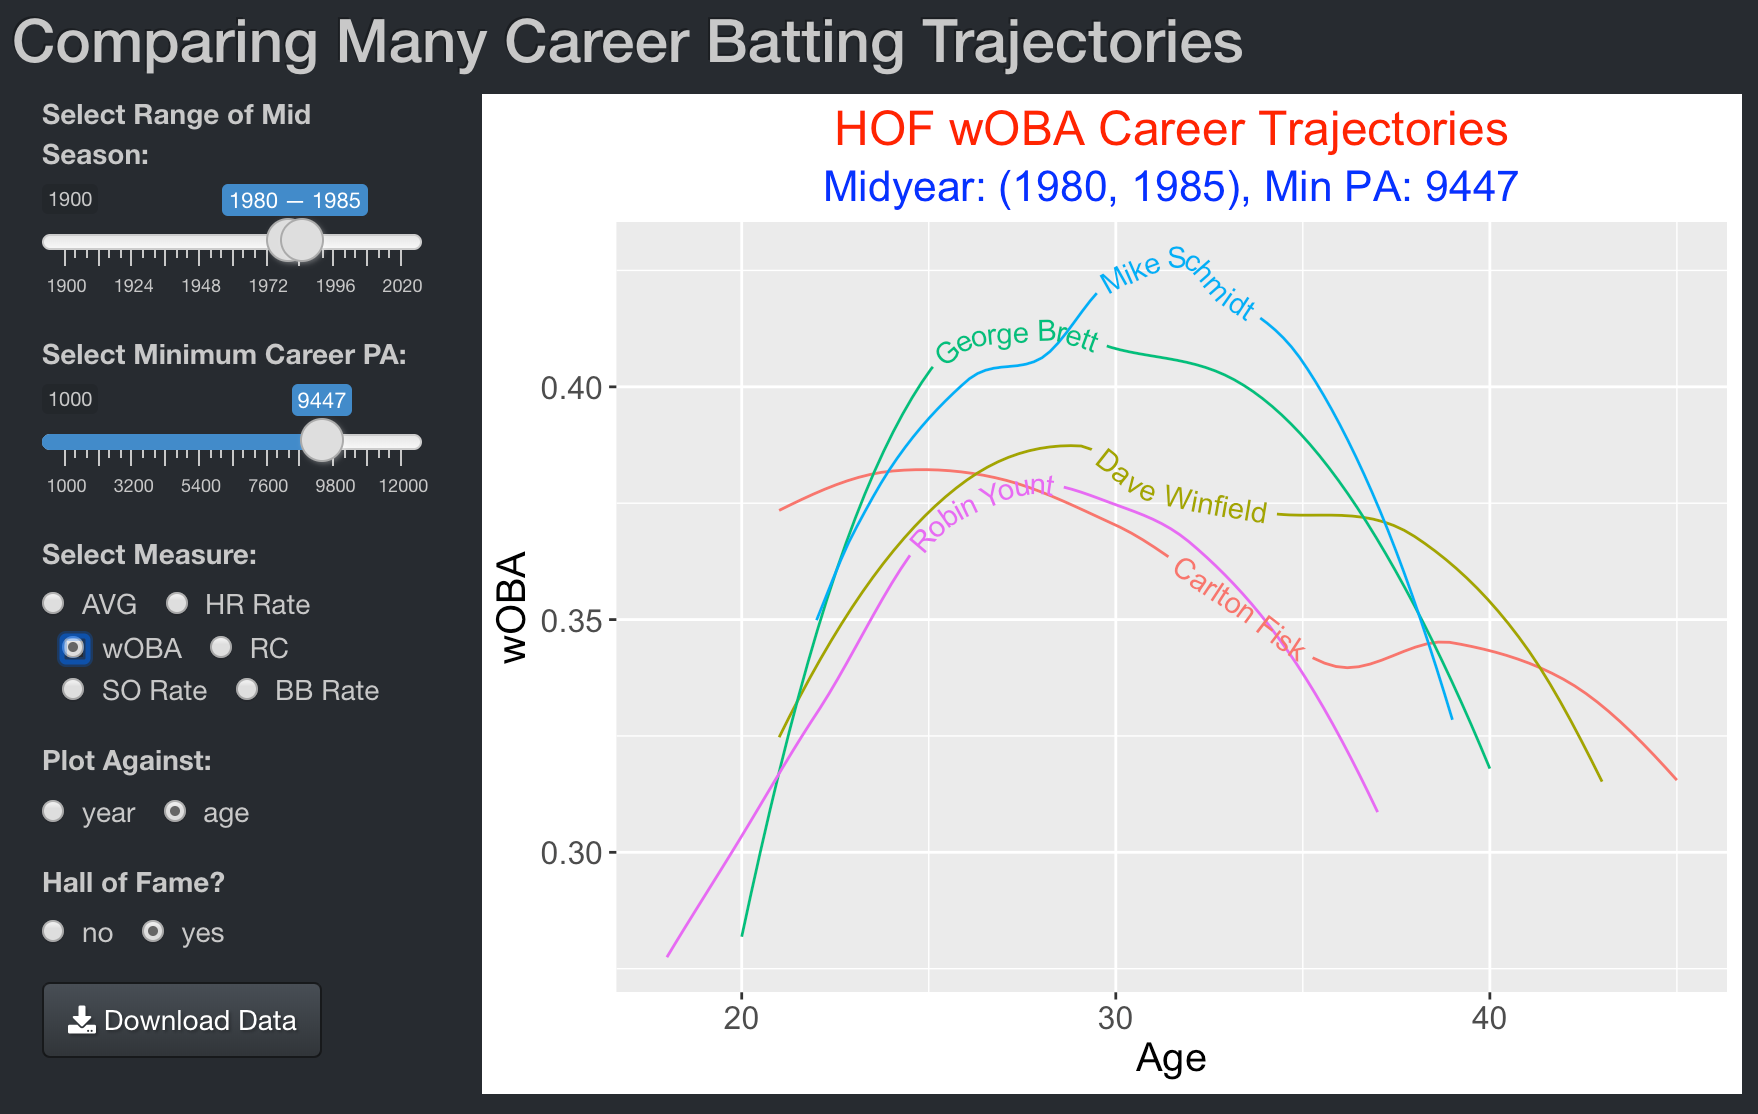 Comparing Many Career Batting Trajectories
Select Range of Mid
Season:
1900
1980 — 1985
1900 1924 1948 1972 1996 2020
Select Minimum Career PA:
1000
9447
1000 3200 5400 7600 9800 12000
Select Measure:
AVG HR Rate
wOBA RC
SO Rate BB Rate
Plot Against:
year age
Hall of Fame?
no yes
Download Data
HOF wOBA Career Trajectories
Midyear: (1980, 1985), Min PA: 9447
Mike Schmidt
George Brett
Dave Winfield
Robin Yount
Carlton Fisk
wOBA
0.40
0.35
0.30
20 30 40
Age